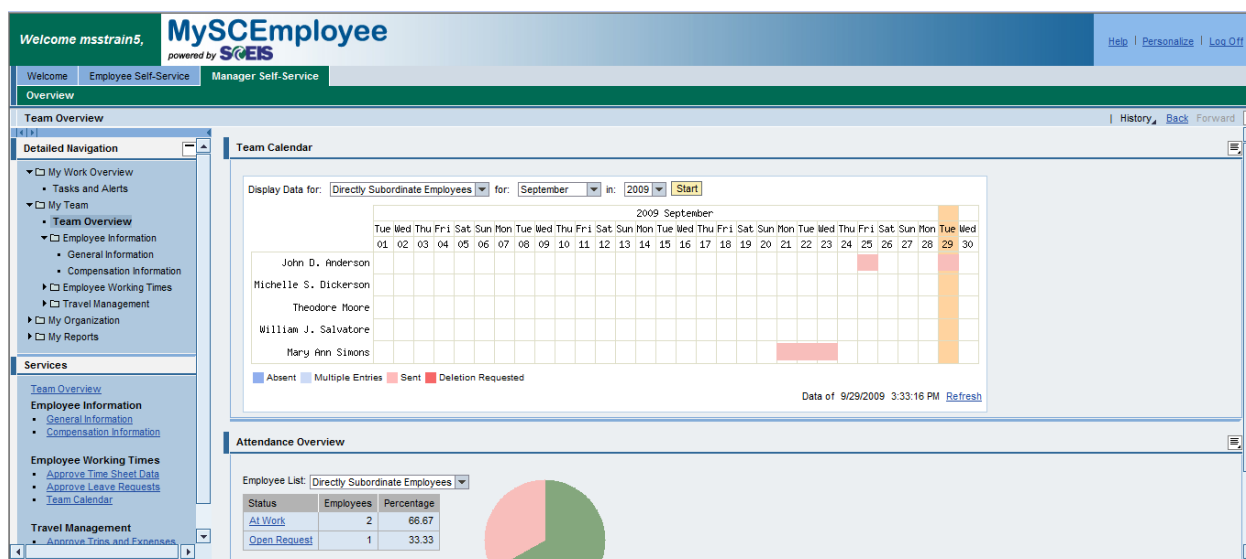 Welcome msstrain5,
MySCEmployee
powered by SCEIS
Help | Personalize | Log Off
Welcome Employee Self-Service Manager Self-Service
Overview
Team Overview
History Back Forward
Detailed Navigation
My Work Overview
Tasks and Alerts
My Team
Team Overview
Employee Information
General Information
Compensation Information
Employee Working Times
Travel Management
My Organization
My Reports
Services
Team Overview
Employee Information
General Information
Compensation Information
Employee Working Times
Approve Time Sheet Data
Approve Leave Requests
Team Calendar
Travel Management
Approve Trips and Expenses
Team Calendar
Display Data for: Directly Subordinate Employees for: September in: 2009 Start
2009 September
Tue Wed Thu Fri Sat Sun Mon Tue Wed Thu Fri Sat Sun Mon Tue Wed Thu Fri Sat Sun Mon Tue Wed Thu Fri Sat Sun Mon Tue Wed
01 02 03 04 05 06 07 08 09 10 11 12 13 14 15 16 17 18 19 20 21 22 23 24 25 26 27 28 29 30
John D. Anderson
Michelle S. Dickerson
Theodore Moore
William J. Salvatore
Mary Ann Simons
Absent Multiple Entries Sent Deletion Requested
Data of 9/29/2009 3:33:16 PM Refresh
Attendance Overview
Employee List: Directly Subordinate Employees
Status Employees Percentage
At Work 2 66.67
Open Request 1 33.33